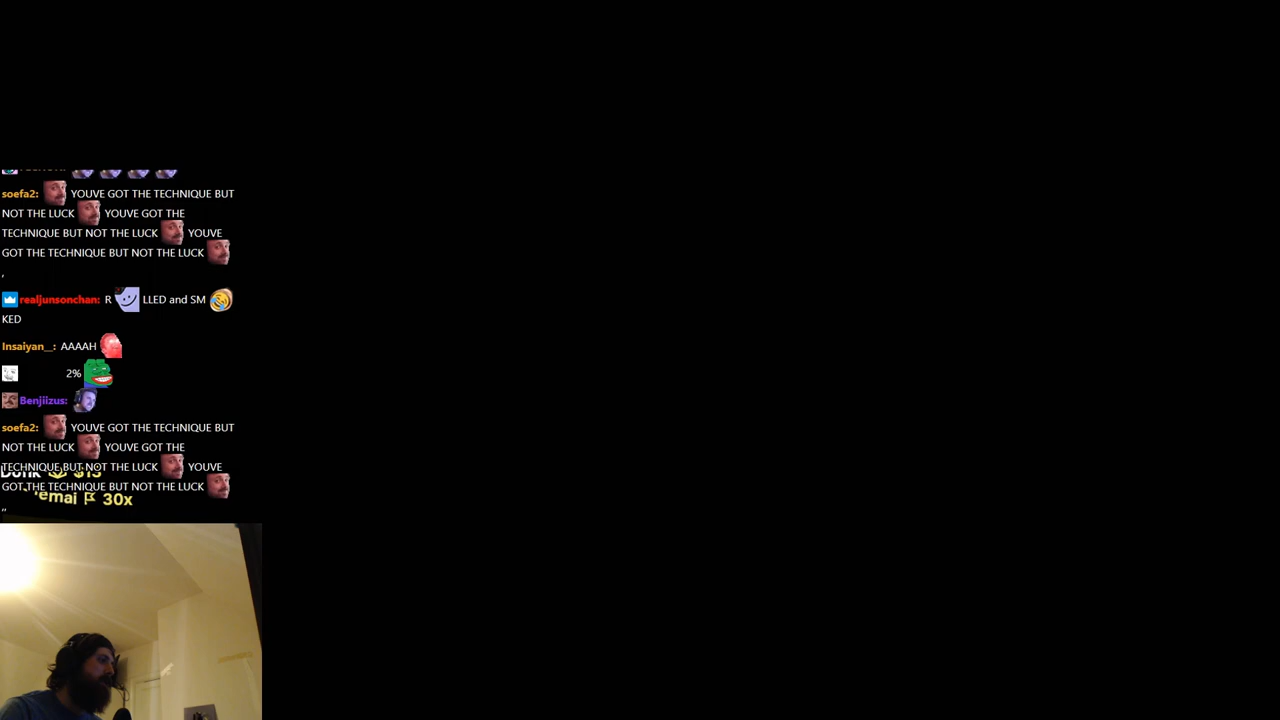 soefa2: YOUVE GOT THE TECHNIQUE BUT
NOT THE LUCK YOUVE GOT THE
TECHNIQUE BUT NOT THE LUCK YOUVE
GOT THE TECHNIQUE BUT NOT THE LUCK
,
realjunsonchan: R LLED and SM
KED
Insaiyan__: AAAAH
2%
Benjiizus:
soefa2: YOUVE GOT THE TECHNIQUE BUT
NOT THE LUCK YOUVE GOT THE
TECHNIQUE BUT NOT THE LUCK YOUVE
$15
GOT THE TECHNIQUE BUT NOT THE LUCK
30x
,,